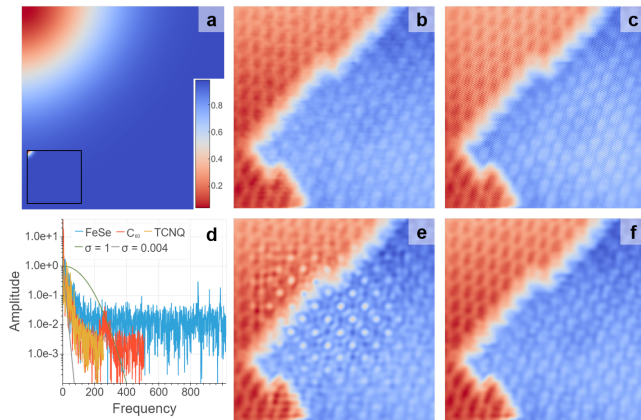 a
b
c
0.8
0.6
0.4
0.2
d
FeSe C₆₀ TCNQ
σ = 1 σ = 0.004
1.0e+1
1.0e+0
1.0e-1
1.0e-2
1.0e-3
Amplitude
0 200 400 600 800
Frequency
e
f